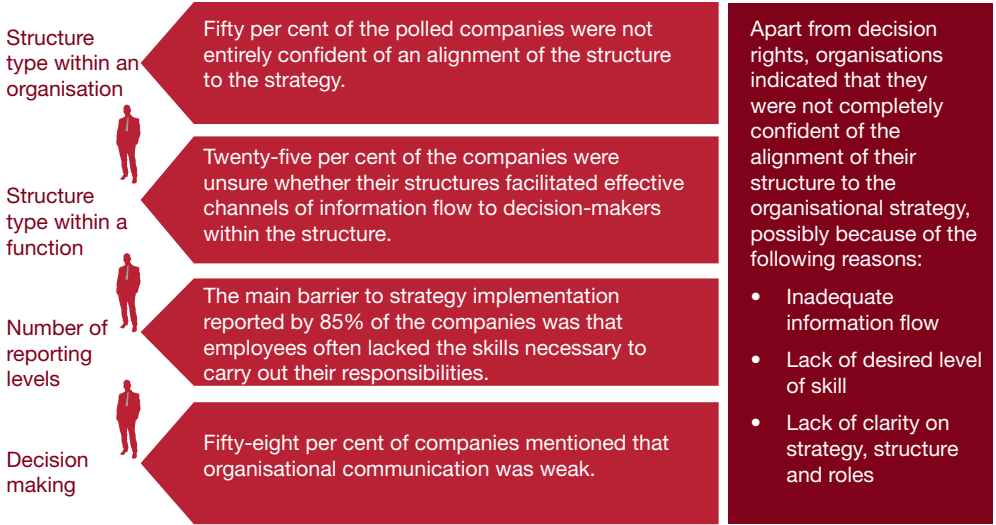 Structure
type within an
organisation
Fifty per cent of the polled companies were not
entirely confident of an alignment of the structure
to the strategy.
Structure
type within a
function
Twenty-five per cent of the companies were
unsure whether their structures facilitated effective
channels of information flow to decision-makers
within the structure.
Number of
reporting
levels
The main barrier to strategy implementation
reported by 85% of the companies was that
employees often lacked the skills necessary to
carry out their responsibilities.
Decision
making
Fifty-eight per cent of companies mentioned that
organisational communication was weak.
Apart from decision
rights, organisations
indicated that they
were not completely
confident of the
alignment of their
structure to the
organisational strategy,
possibly because of the
following reasons:
• Inadequate
information flow
• Lack of desired level
of skill
• Lack of clarity on
strategy, structure
and roles